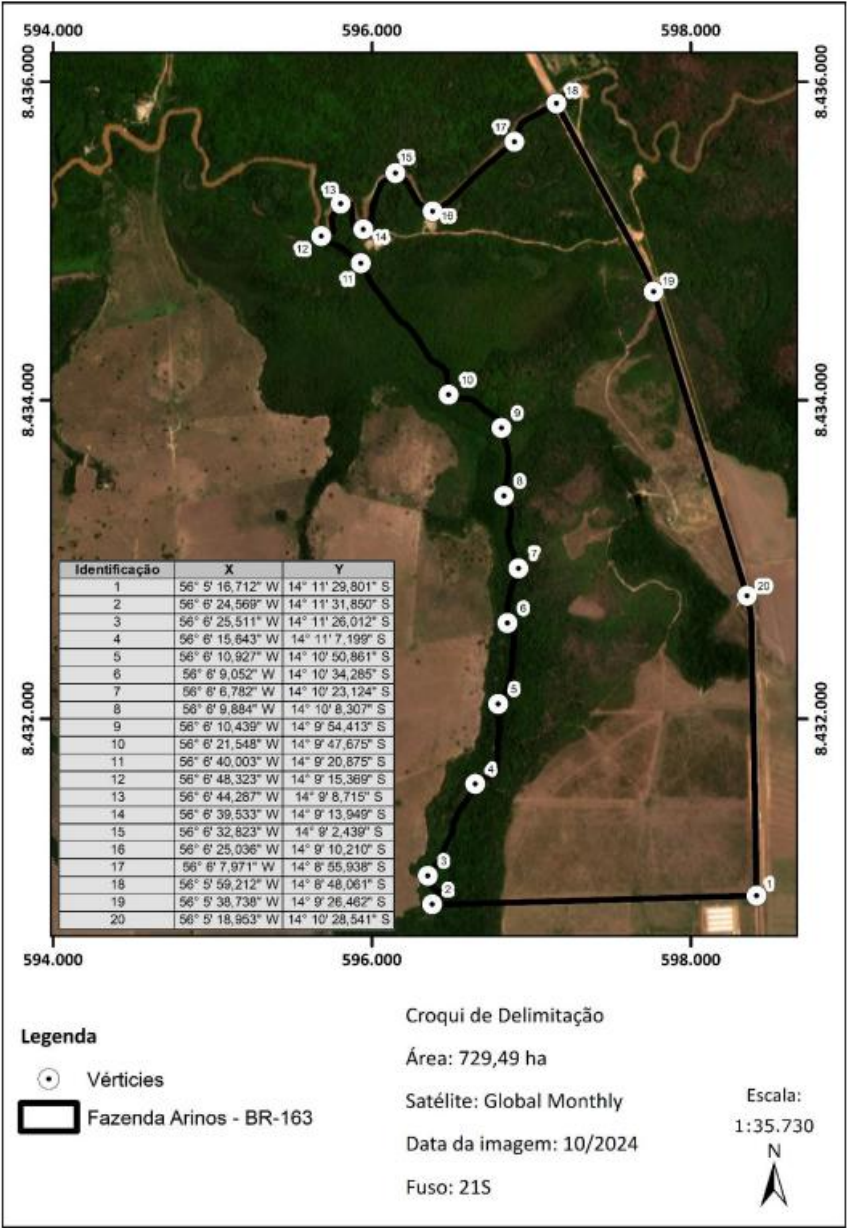 594.000 596.000 598.000
8.436.000 8.436.000
18
17
15
13
16
14
12
11
19
10
8.434.000 8.434.000
9
8
7
20
6
5
8.432.000 8.432.000
4
3
2
1
Identificação X Y
1 56° 5' 16,712" W 14° 11' 29,801" S
2 56° 6' 24,569" W 14° 11' 31,850" S
3 56° 6' 25,511" W 14° 11' 26,012" S
4 56° 6' 15,643" W 14° 11' 7,199" S
5 56° 6' 10,927" W 14° 10' 50,861" S
6 56° 6' 9,052" W 14° 10' 34,285" S
7 56° 6' 6,782" W 14° 10' 23,124" S
8 56° 6' 9,884" W 14° 10' 8,307" S
9 56° 6' 10,439" W 14° 9' 54,413" S
10 56° 6' 21,548" W 14° 9' 47,675" S
11 56° 6' 40,003" W 14° 9' 20,875" S
12 56° 6' 48,323" W 14° 9' 15,369" S
13 56° 6' 44,287" W 14° 9' 8,715" S
14 56° 6' 39,533" W 14° 9' 13,949" S
15 56° 6' 32,823" W 14° 9' 2,439" S
16 56° 6' 25,036" W 14° 9' 10,210" S
17 56° 6' 7,971" W 14° 8' 55,938" S
18 56° 5' 59,212" W 14° 8' 48,061" S
19 56° 5' 38,738" W 14° 9' 26,462" S
20 56° 5' 18,953" W 14° 10' 28,541" S
594.000 596.000 598.000
Legenda
Vérticies
Fazenda Arinos - BR-163
Croqui de Delimitação
Área: 729,49 ha
Satélite: Global Monthly
Data da imagem: 10/2024
Fuso: 21S
Escala:
1:35.730
N